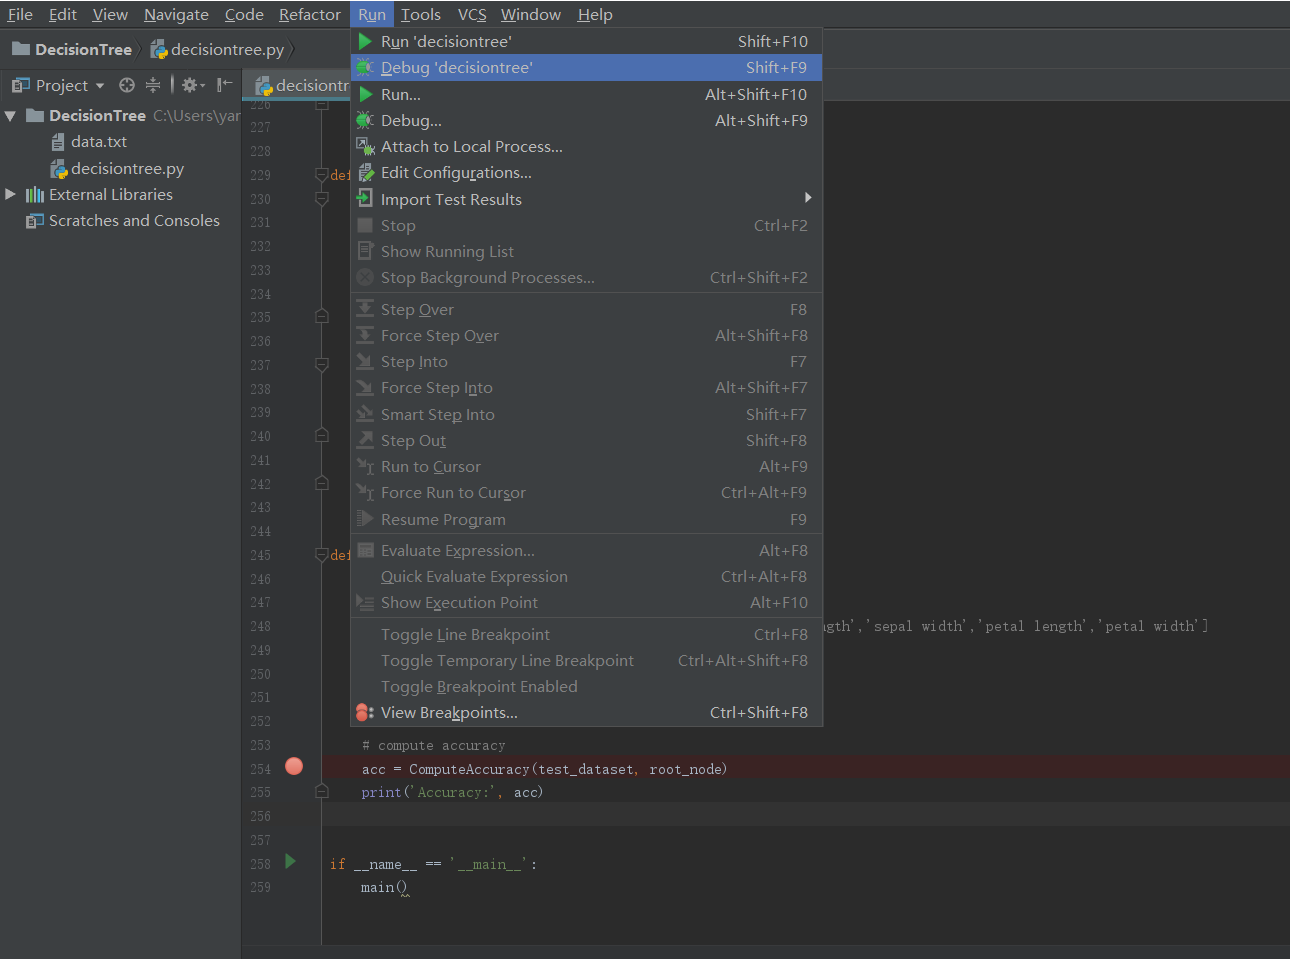 File Edit View Navigate Code Refactor Run Tools VCS Window Help
DecisionTree decisiontree.py
Project
decisiontr
DecisionTree C:\Users\yar
data.txt
decisiontree.py
External Libraries
Scratches and Consoles
Run 'decisiontree' Shift+F10
Debug 'decisiontree' Shift+F9
Run... Alt+Shift+F10
Debug... Alt+Shift+F9
Attach to Local Process...
Edit Configurations...
Import Test Results
Stop Ctrl+F2
Show Running List
Stop Background Processes... Ctrl+Shift+F2
Step Over F8
Force Step Over Alt+Shift+F8
Step Into F7
Force Step Into Alt+Shift+F7
Smart Step Into Shift+F7
Step Out Shift+F8
Run to Cursor Alt+F9
Force Run to Cursor Ctrl+Alt+F9
Resume Program F9
Evaluate Expression... Alt+F8
Quick Evaluate Expression Ctrl+Alt+F8
Show Execution Point Alt+F10
Toggle Line Breakpoint Ctrl+F8
Toggle Temporary Line Breakpoint Ctrl+Alt+Shift+F8
Toggle Breakpoint Enabled
View Breakpoints... Ctrl+Shift+F8
226
227
228
229 def
230
231
232
233
234
235
236
237
238
239
240
241
242
243
244
245 def
246
247
248 ngth','sepal width','petal length','petal width']
249
250
251
252
253 # compute accuracy
254 acc = ComputeAccuracy(test_dataset, root_node)
255 print('Accuracy:', acc)
256
257
258 if __name__ == '__main__':
259 main()